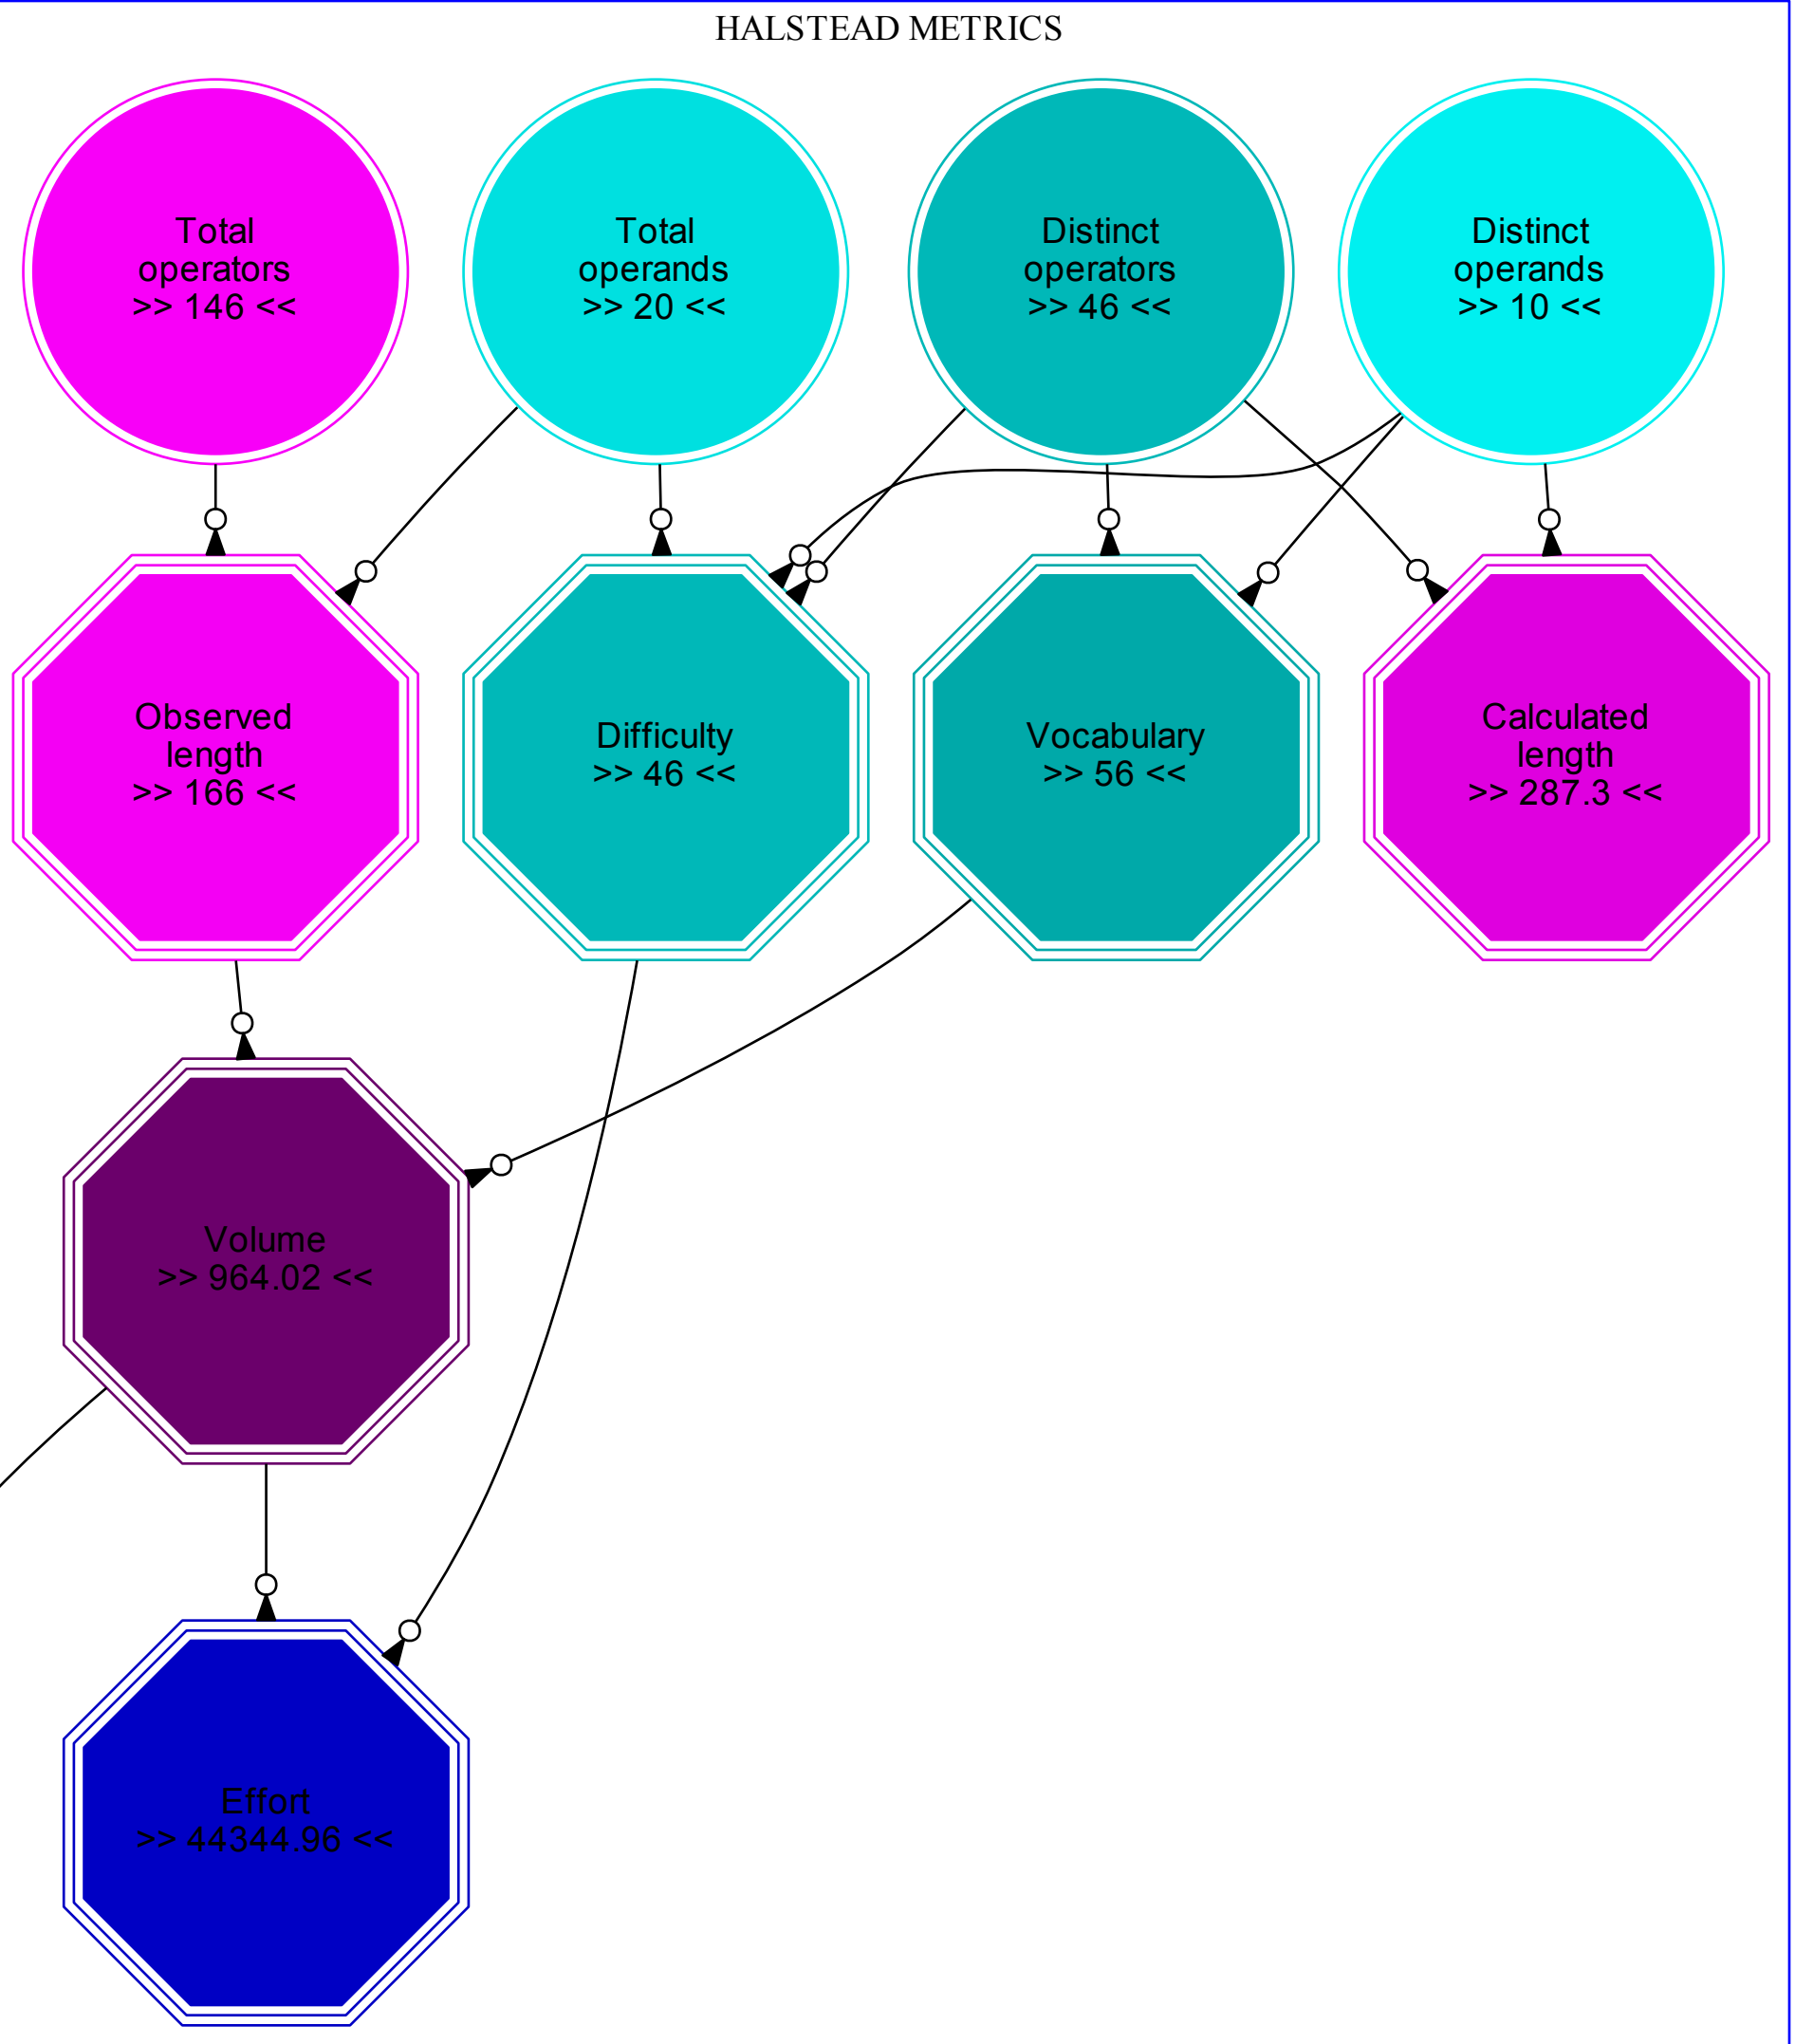 HALSTEAD METRICS
Total
operators
>> 146 <<
Total
operands
>> 20 <<
Distinct
operators
>> 46 <<
Distinct
operands
>> 10 <<
Observed
length
>> 166 <<
Difficulty
>> 46 <<
Vocabulary
>> 56 <<
Calculated
length
>> 287.3 <<
Volume
>> 964.02 <<
Effort
>> 44344.96 <<